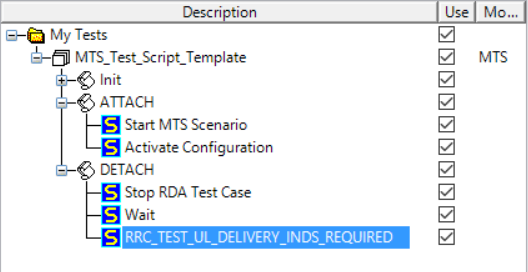 Description Use Mo...
My Tests
MTS_Test_Script_Template MTS
Init
ATTACH
S Start MTS Scenario
S Activate Configuration
DETACH
S Stop RDA Test Case
S Wait
S RRC_TEST_UL_DELIVERY_INDS_REQUIRED